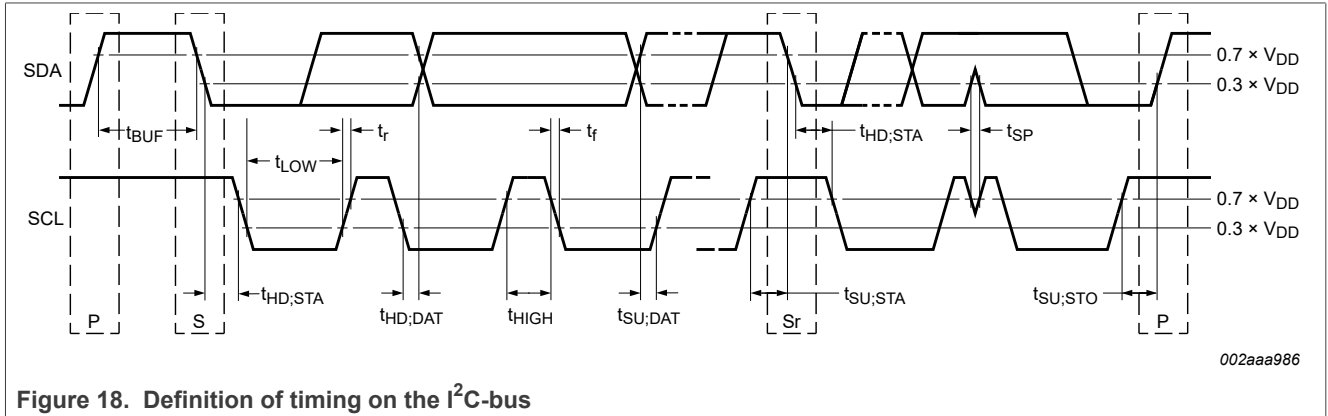 SDA
0.7 × VDD
0.3 × VDD
tBUF
tLOW
tr
tf
tHD;STA
tSP
SCL
0.7 × VDD
0.3 × VDD
tHD;STA
tHD;DAT
tHIGH
tSU;DAT
tSU;STA
tSU;STO
P
S
Sr
P
002aaa986
Figure 18. Definition of timing on the I²C-bus